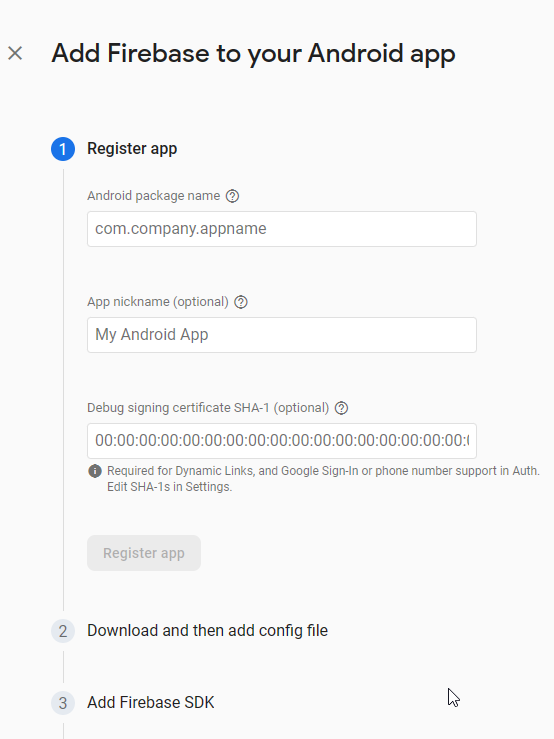 Add Firebase to your Android app
1 Register app
Android package name ?
com.company.appname
App nickname (optional) ?
My Android App
Debug signing certificate SHA-1 (optional) ?
00:00:00:00:00:00:00:00:00:00:00:00:00:00:00:00:00:
i Required for Dynamic Links, and Google Sign-In or phone number support in Auth.
Edit SHA-1s in Settings.
Register app
2 Download and then add config file
3 Add Firebase SDK